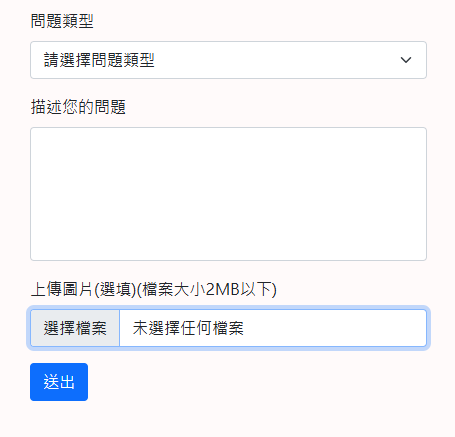 問題類型
請選擇問題類型
描述您的問題
上傳圖片(選填)(檔案大小2MB以下)
選擇檔案 未選擇任何檔案
送出